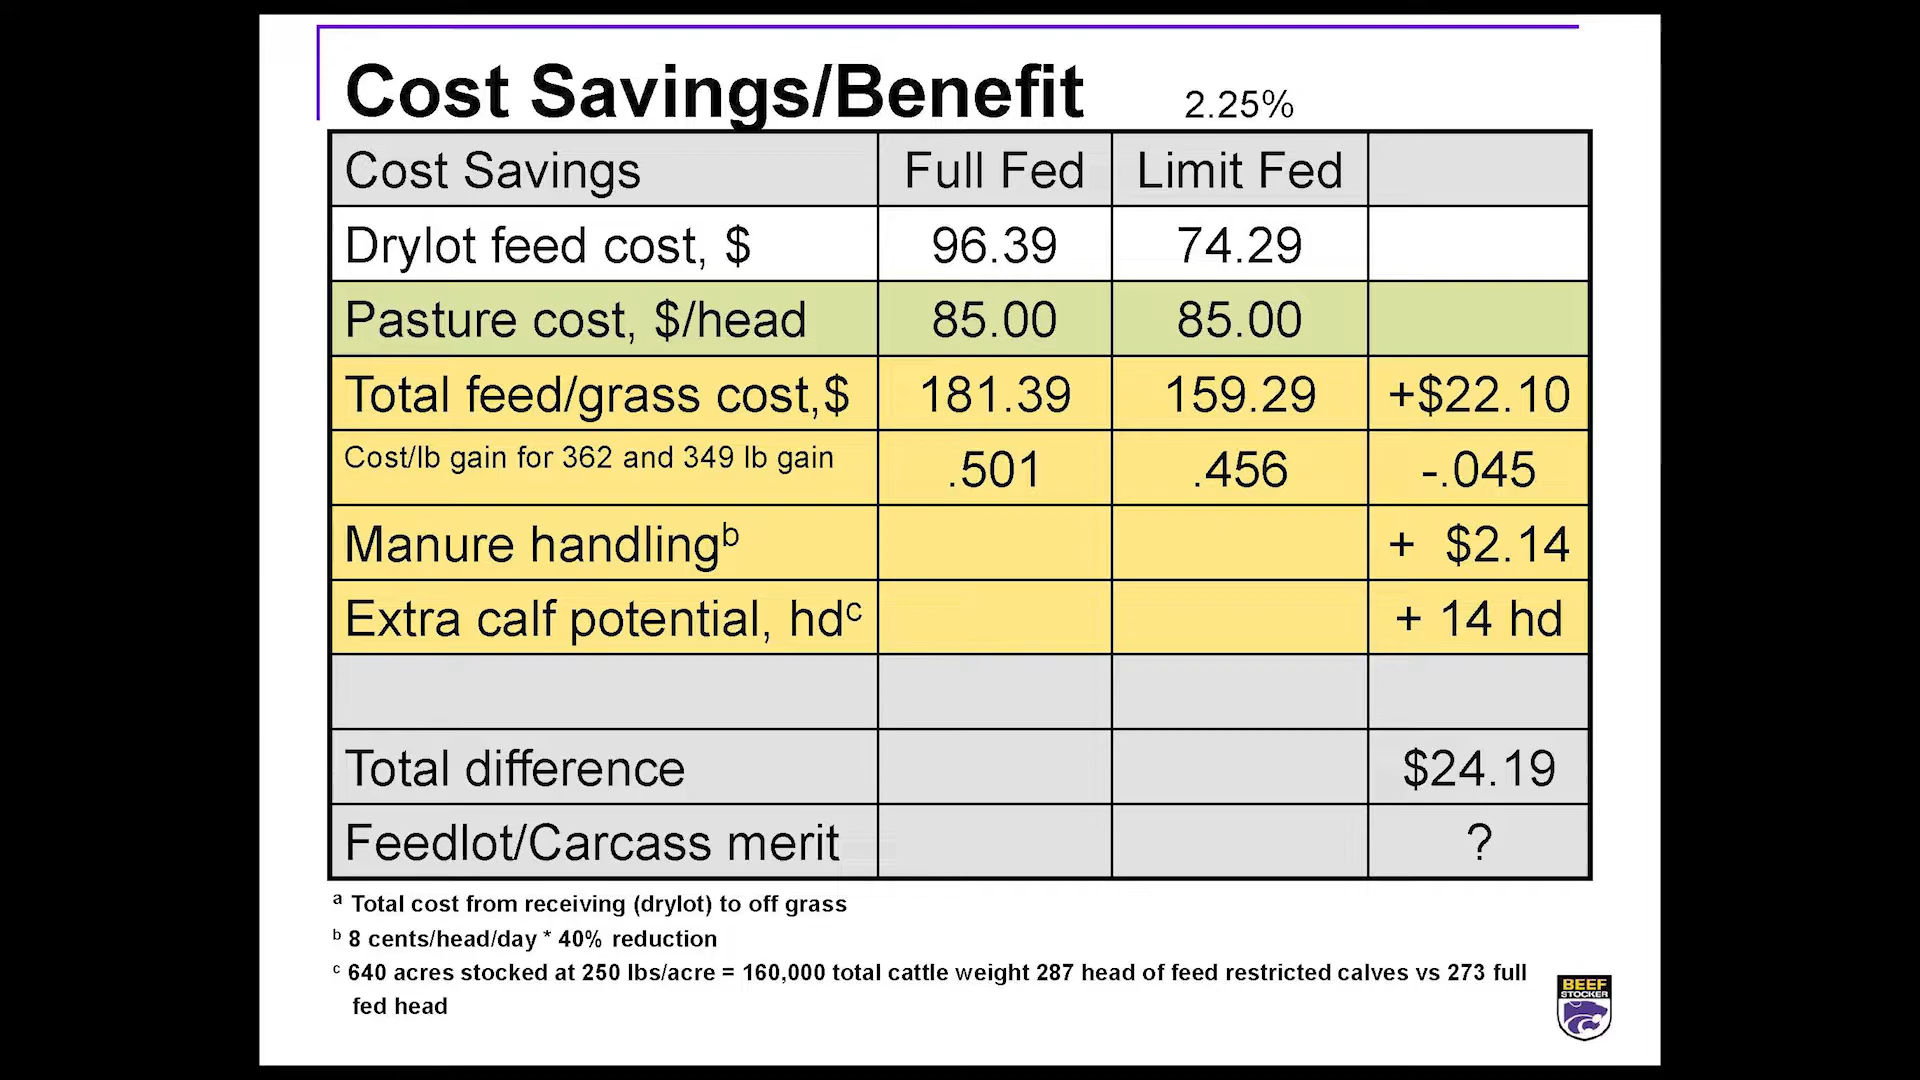 Cost Savings/Benefit 2.25%
Cost Savings Full Fed Limit Fed
Drylot feed cost, $ 96.39 74.29
Pasture cost, $/head 85.00 85.00
Total feed/grass cost,$ 181.39 159.29 +$22.10
Cost/lb gain for 362 and 349 lb gain .501 .456 -.045
Manure handlingᵇ + $2.14
Extra calf potential, hdᶜ + 14 hd
Total difference $24.19
Feedlot/Carcass merit ?
ᵃ Total cost from receiving (drylot) to off grass
ᵇ 8 cents/head/day * 40% reduction
ᶜ 640 acres stocked at 250 lbs/acre = 160,000 total cattle weight 287 head of feed restricted calves vs 273 full
fed head
BEEF
STOCKER